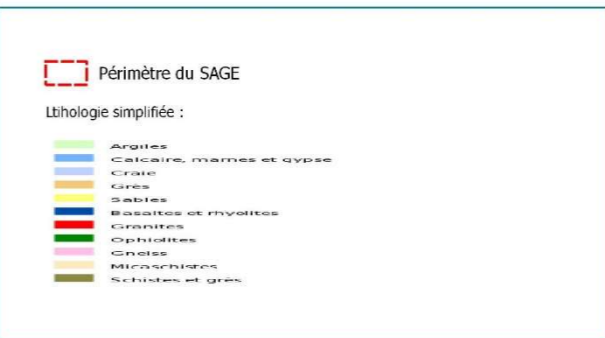 Périmètre du SAGE
Ltihologie simplifiée :
Argiles
Calcaire, marnes et gypse
Craie
Grès
Sables
Basaltes et rhyolites
Granites
Ophiolites
Gneiss
Micaschistes
Schistes et grès